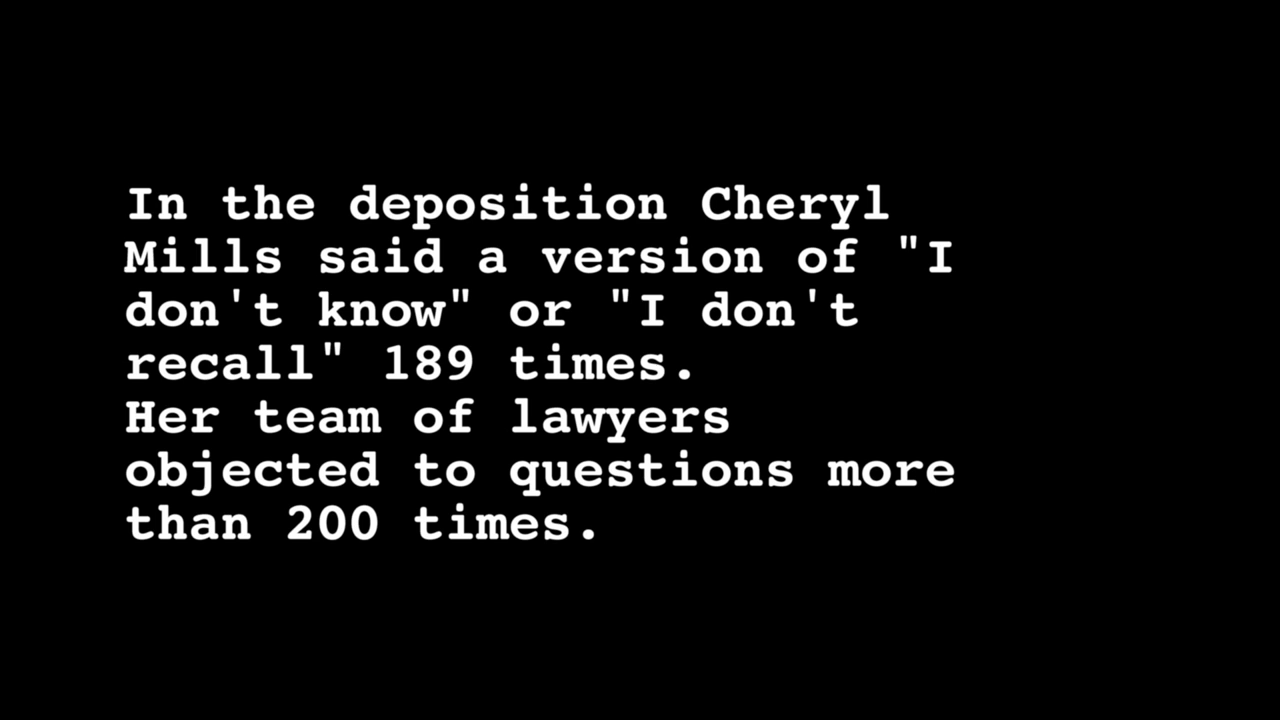 In the deposition Cheryl
Mills said a version of "I
don't know" or "I don't
recall" 189 times.
Her team of lawyers
objected to questions more
than 200 times.